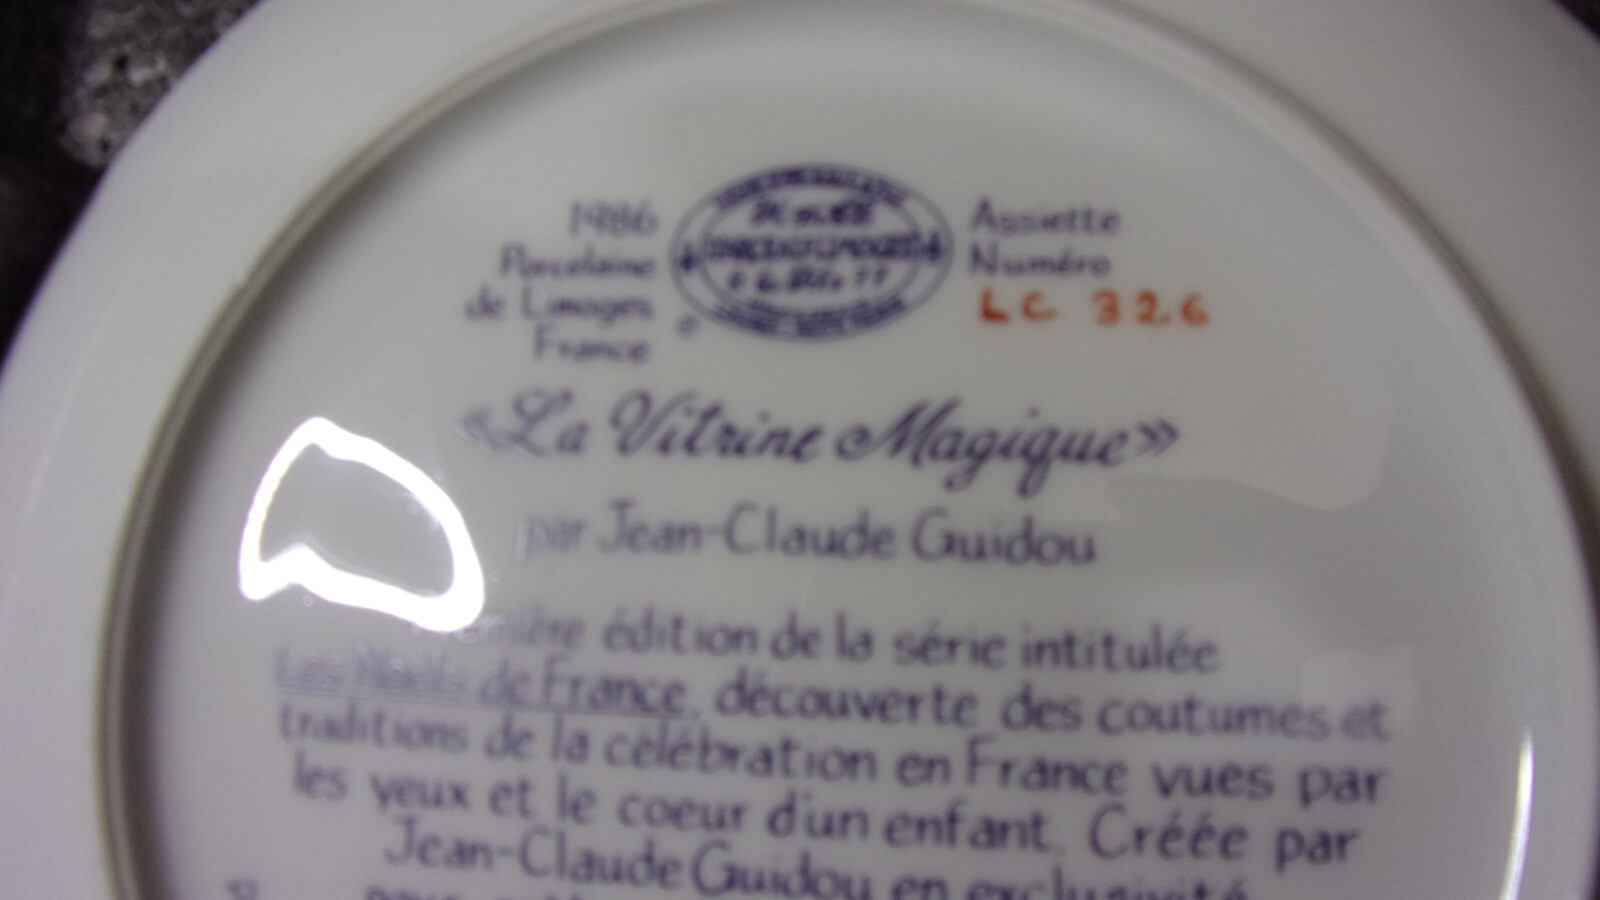 1986
Porcelaine
de Limoges
France
Assiette
Numéro
LC 326
«La Vitrine Magique»
par Jean-Claude Guidou
édition de la série intitulée
Les Noëls de France, découverte des coutumes et
traditions de la célébration en France vues par
les yeux et le coeur d'un enfant. Créée par
Jean-Claude Guidou en exclusivité